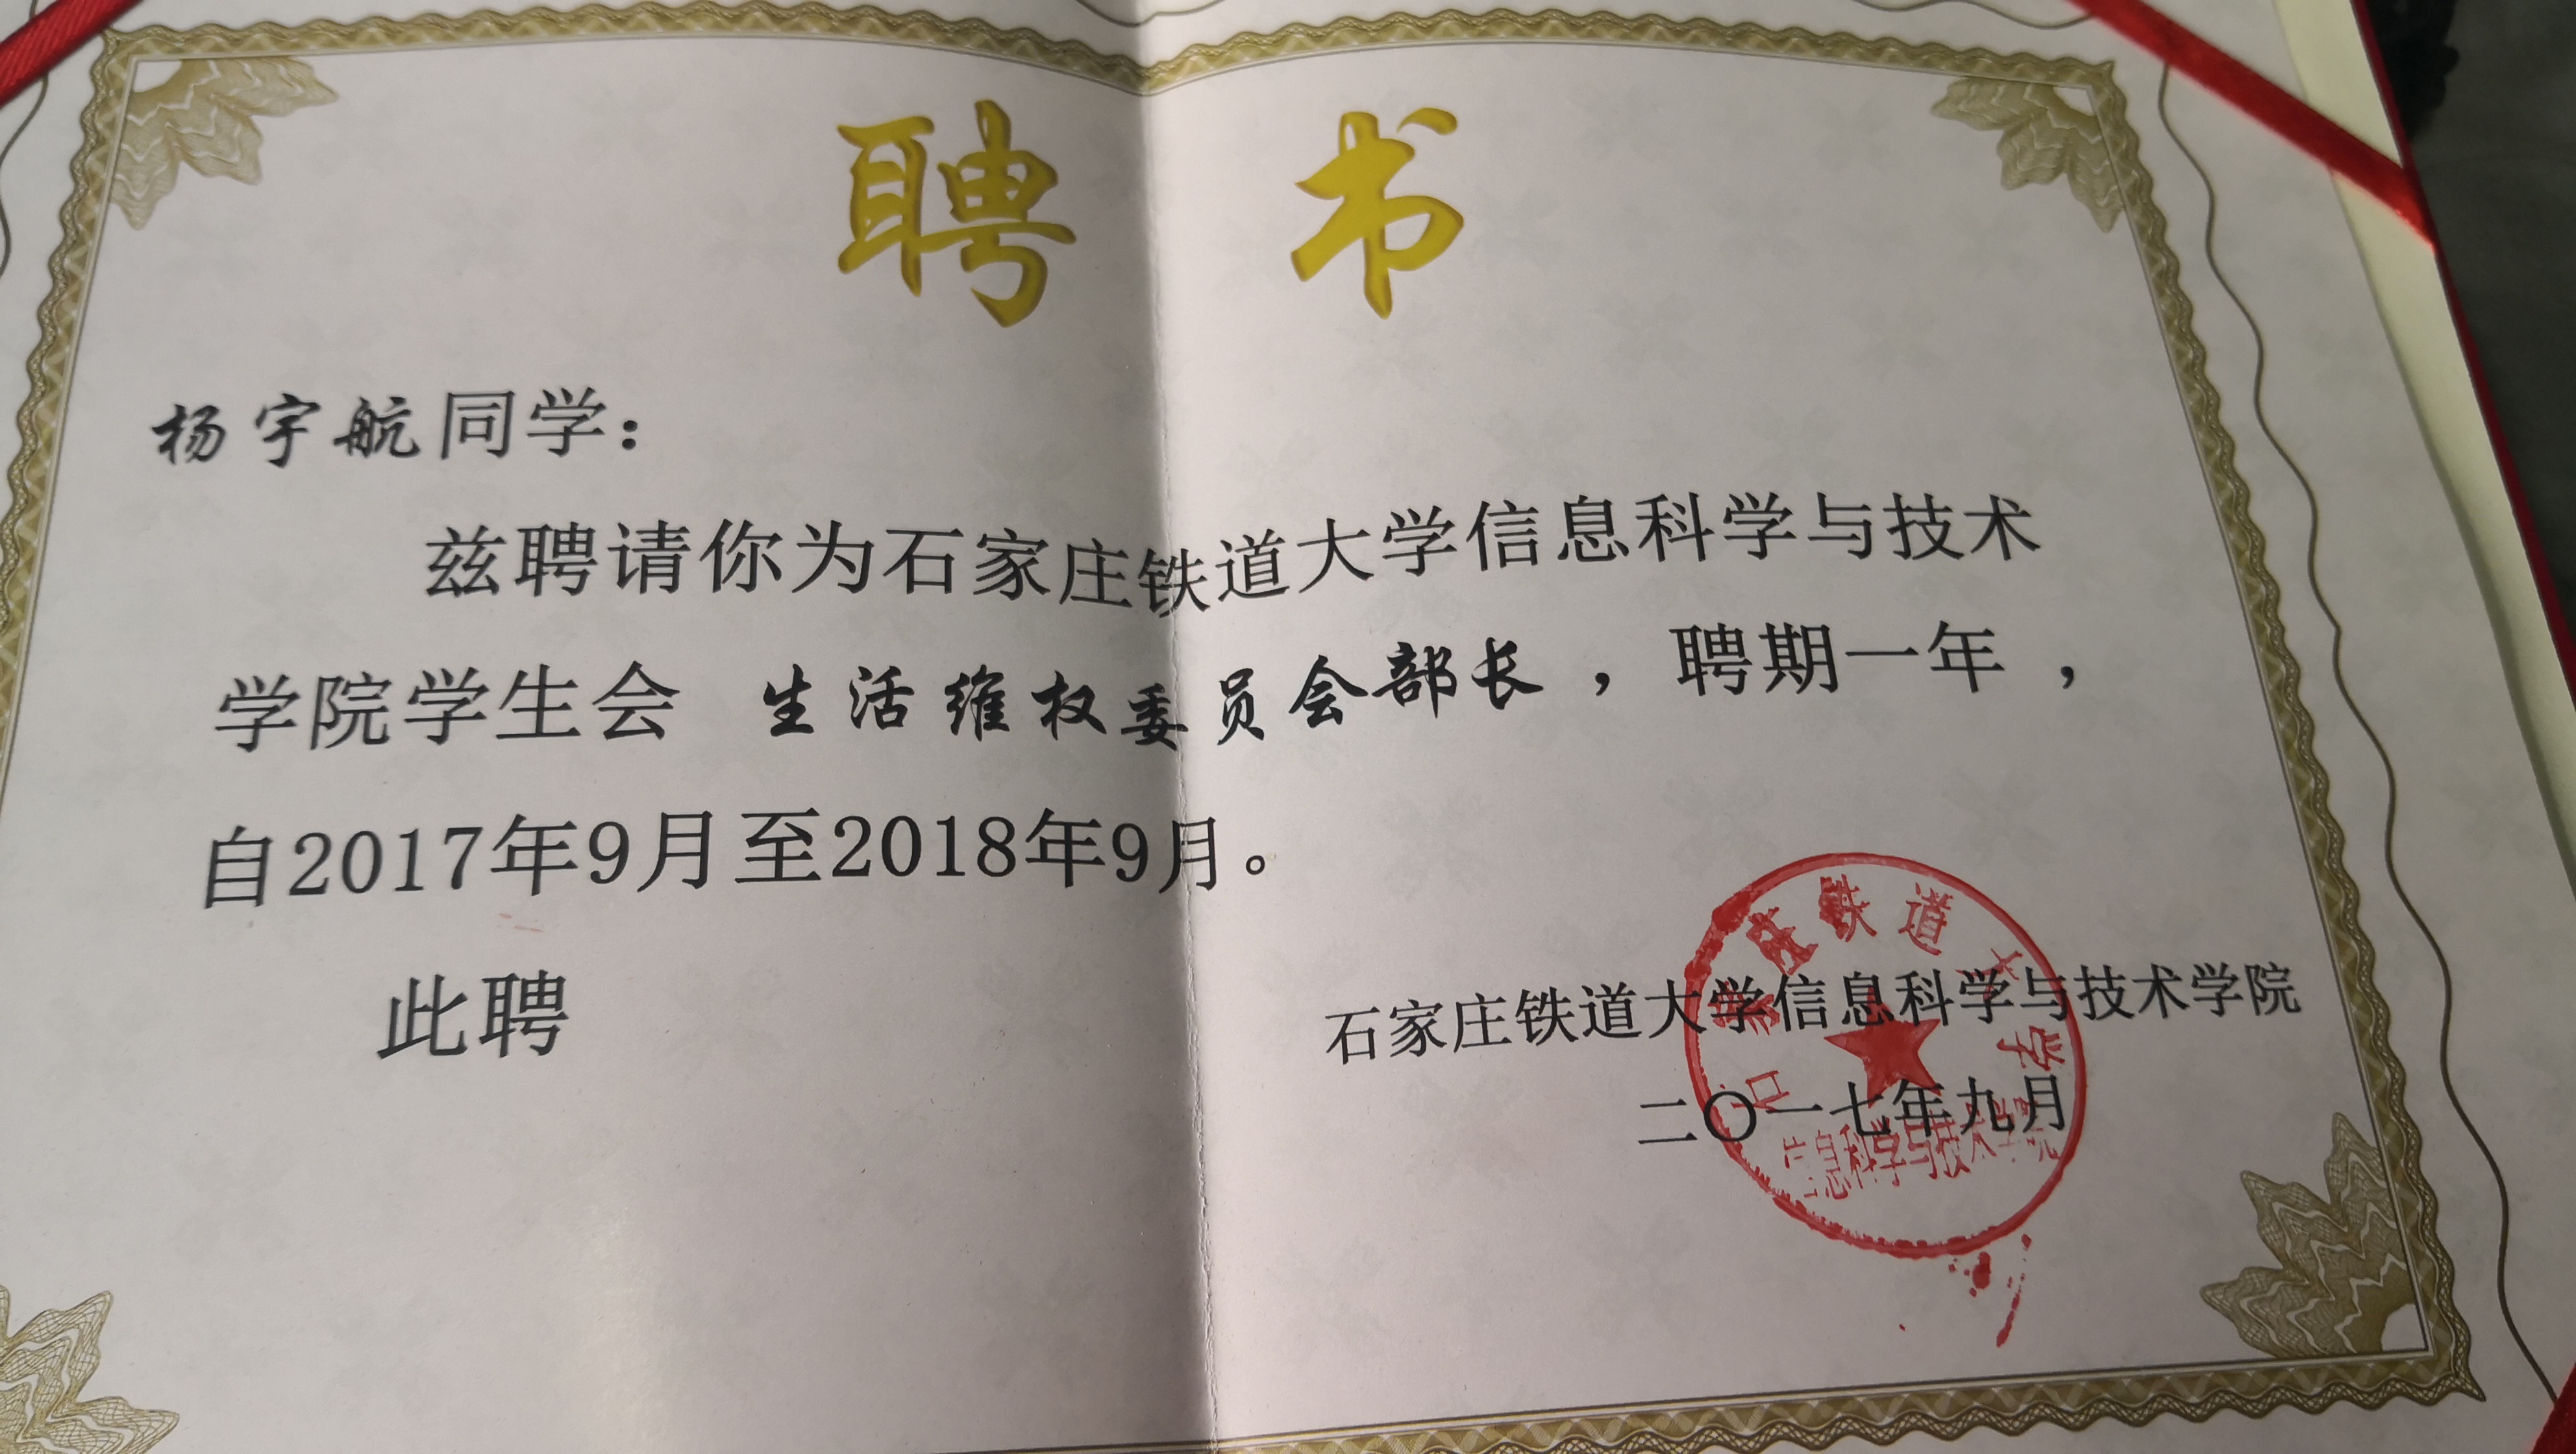 聘 书
杨宇航同学：
兹聘请你为石家庄铁道大学信息科学与技术
学院学生会 生活维权委员会部长 ，聘期一年 ，
自2017年9月至2018年9月。
此聘
石家庄铁道大学信息科学与技术学院
二〇一七年九月
石家庄铁道大学
信息科学与技术学院